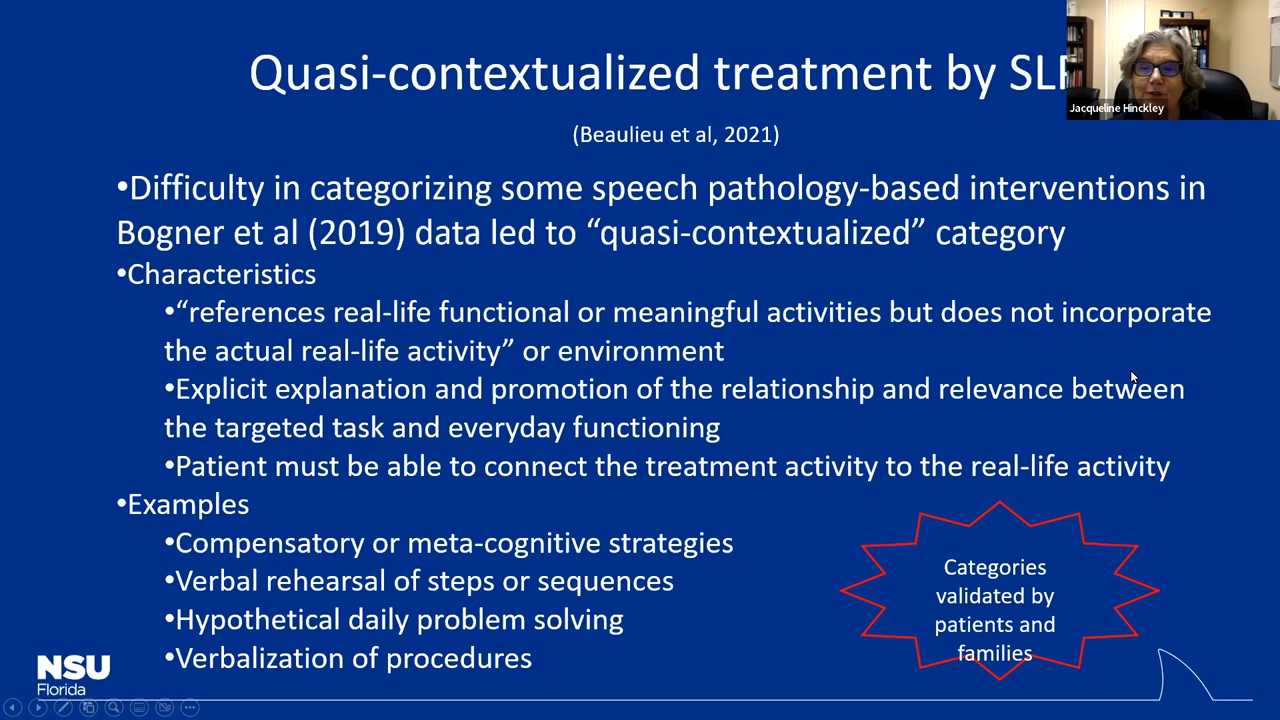 Quasi-contextualized treatment by SL
Jacqueline Hinckley
(Beaulieu et al, 2021)
•Difficulty in categorizing some speech pathology-based interventions in
Bogner et al (2019) data led to “quasi-contextualized” category
•Characteristics
•“references real-life functional or meaningful activities but does not incorporate
the actual real-life activity” or environment
•Explicit explanation and promotion of the relationship and relevance between
the targeted task and everyday functioning
•Patient must be able to connect the treatment activity to the real-life activity
•Examples
•Compensatory or meta-cognitive strategies
•Verbal rehearsal of steps or sequences
•Hypothetical daily problem solving
•Verbalization of procedures
Categories
validated by
patients and
families
NSU
Florida